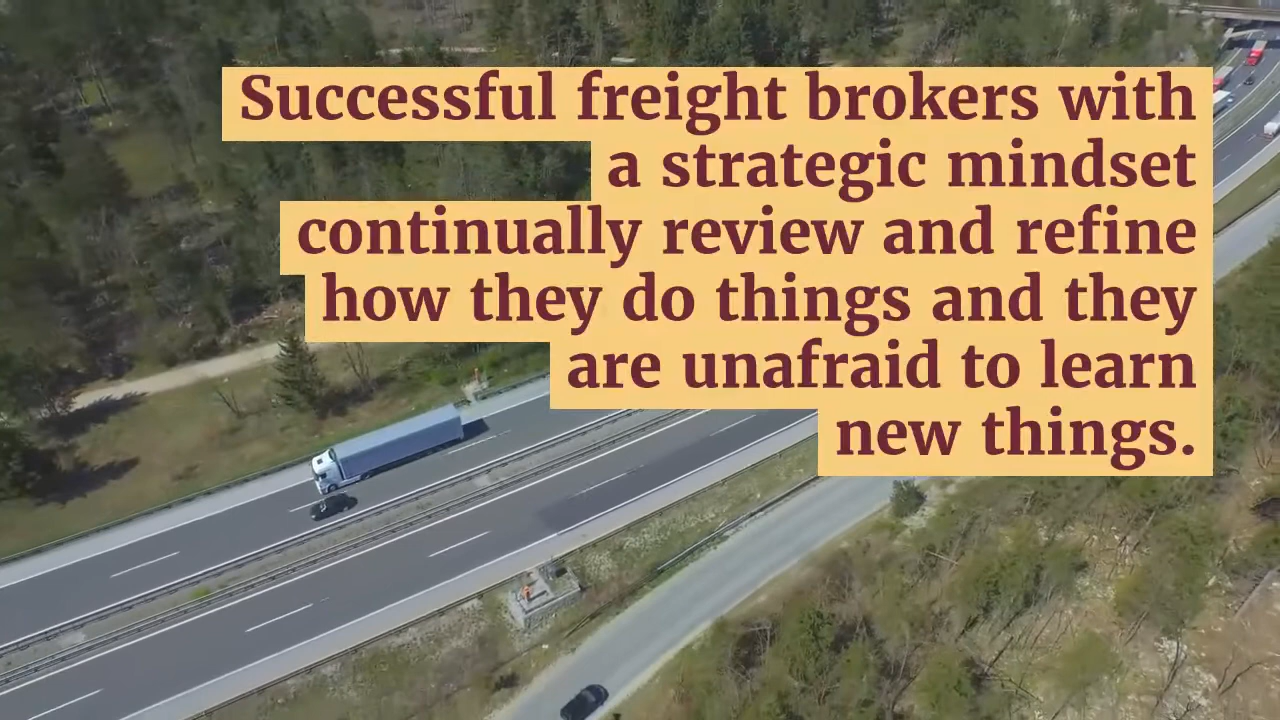 Successful freight brokers with
a strategic mindset
continually review and refine
how they do things and they
are unafraid to learn
new things.